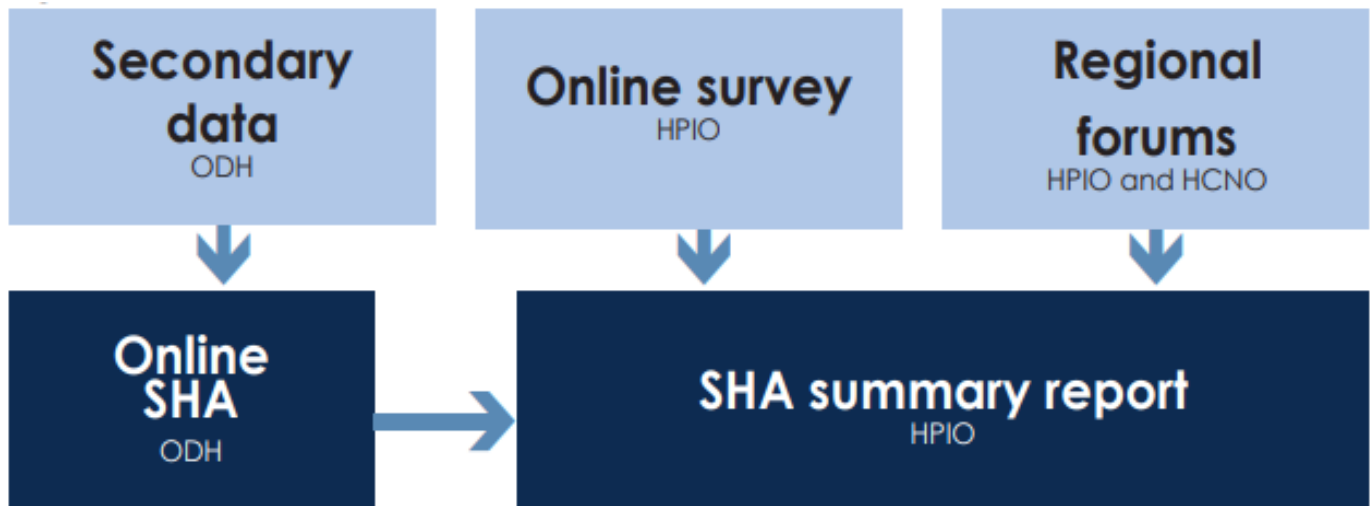 Secondary
data
ODH
Online survey
HPIO
Regional
forums
HPIO and HCNO
Online
SHA
ODH
SHA summary report
HPIO